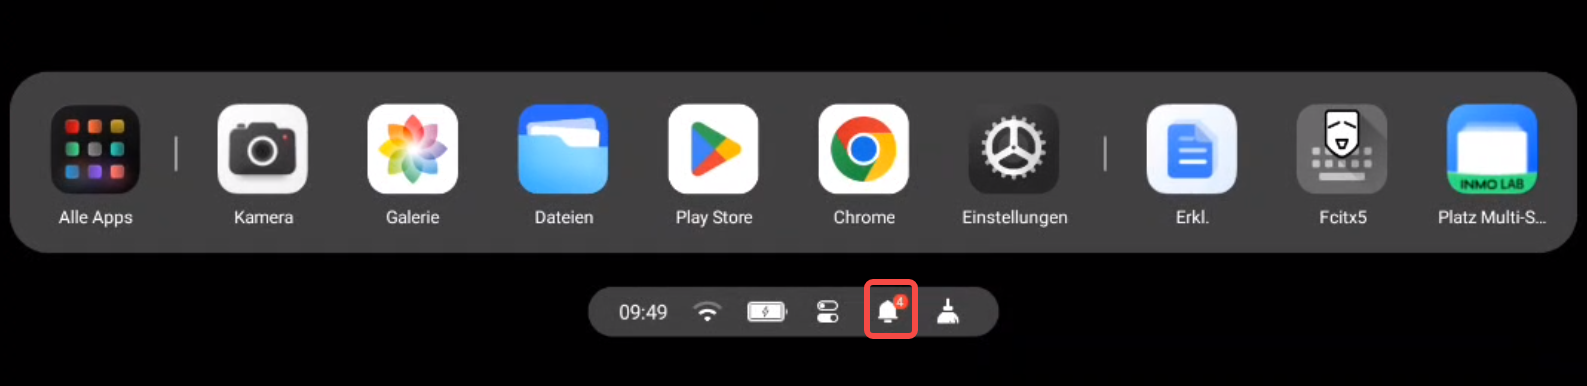 INMO LAB
Alle Apps Kamera Galerie Dateien Play Store Chrome Einstellungen Erkl. Fcitx5 Platz Multi-S...
09:49 4